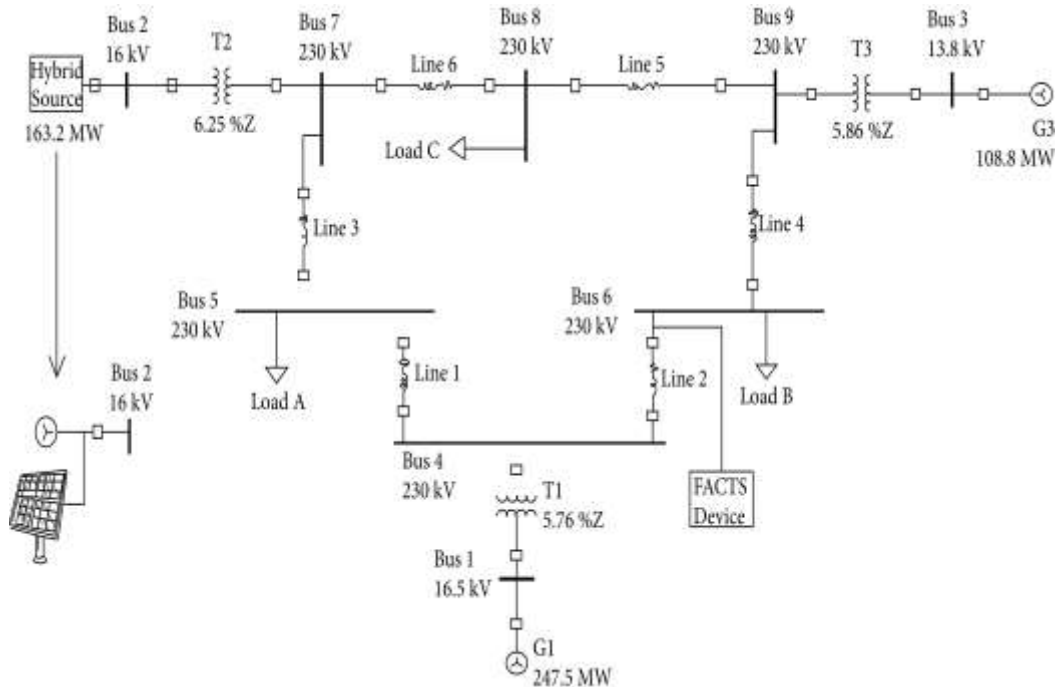 Bus 2
16 kV
T2
Bus 7
230 kV
Bus 8
230 kV
Bus 9
230 kV
T3
Bus 3
13.8 kV
Hybrid
Source
163.2 MW
6.25 %Z
Line 6
Line 5
5.86 %Z
G3
108.8 MW
Load C
Line 3
Line 4
Bus 5
230 kV
Bus 6
230 kV
Load A
Line 1
Line 2
Load B
Bus 2
16 kV
Bus 4
230 kV
T1
5.76 %Z
FACTS
Device
Bus 1
16.5 kV
G1
247.5 MW